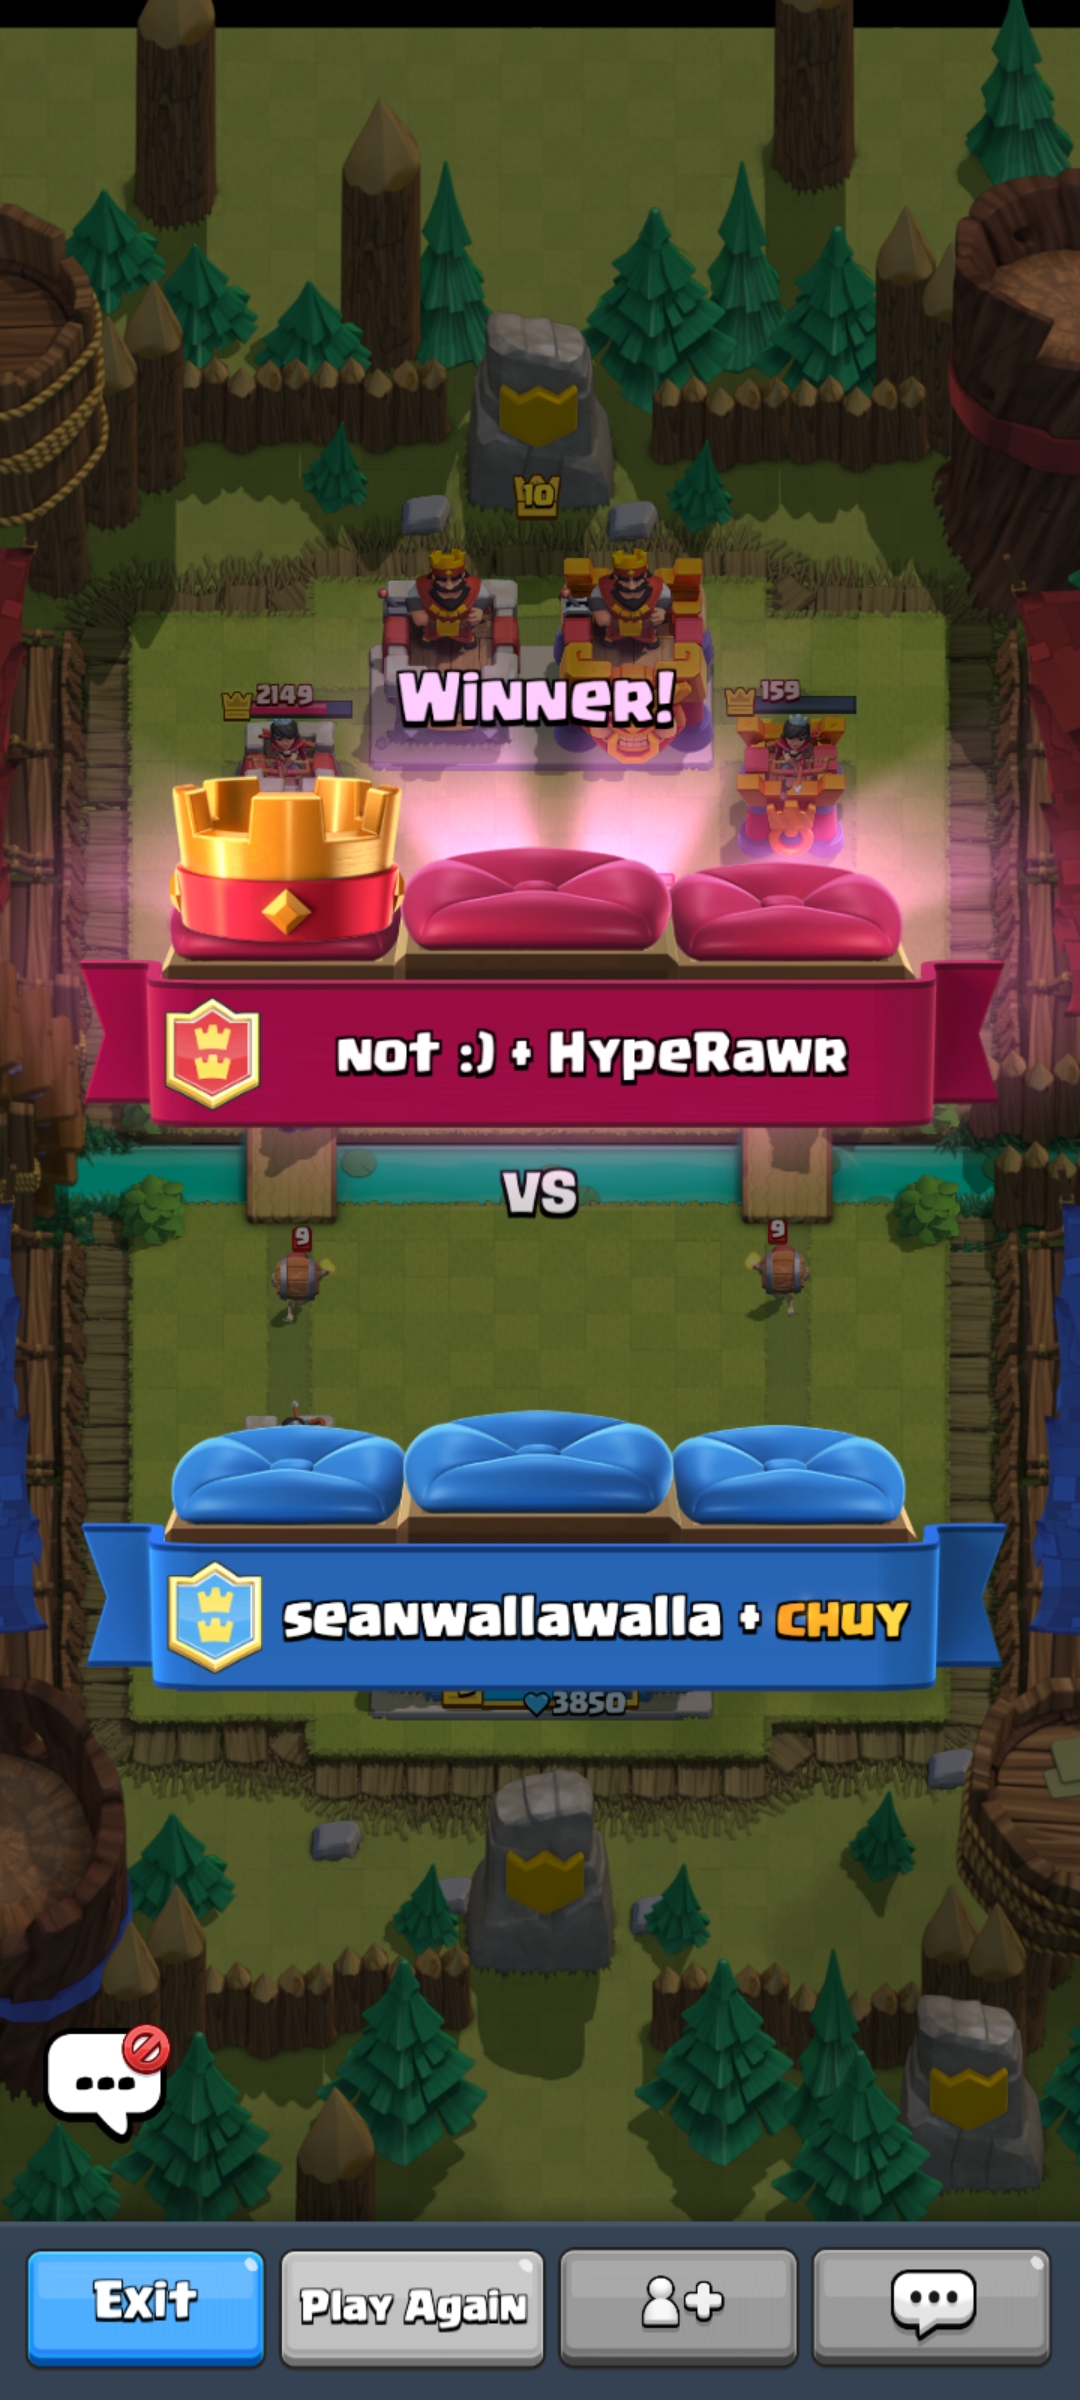 10
2149
159
Winner!
not :) + HypeRawr
VS
9
9
seanwallawalla + CHUY
3850
Exit
Play Again